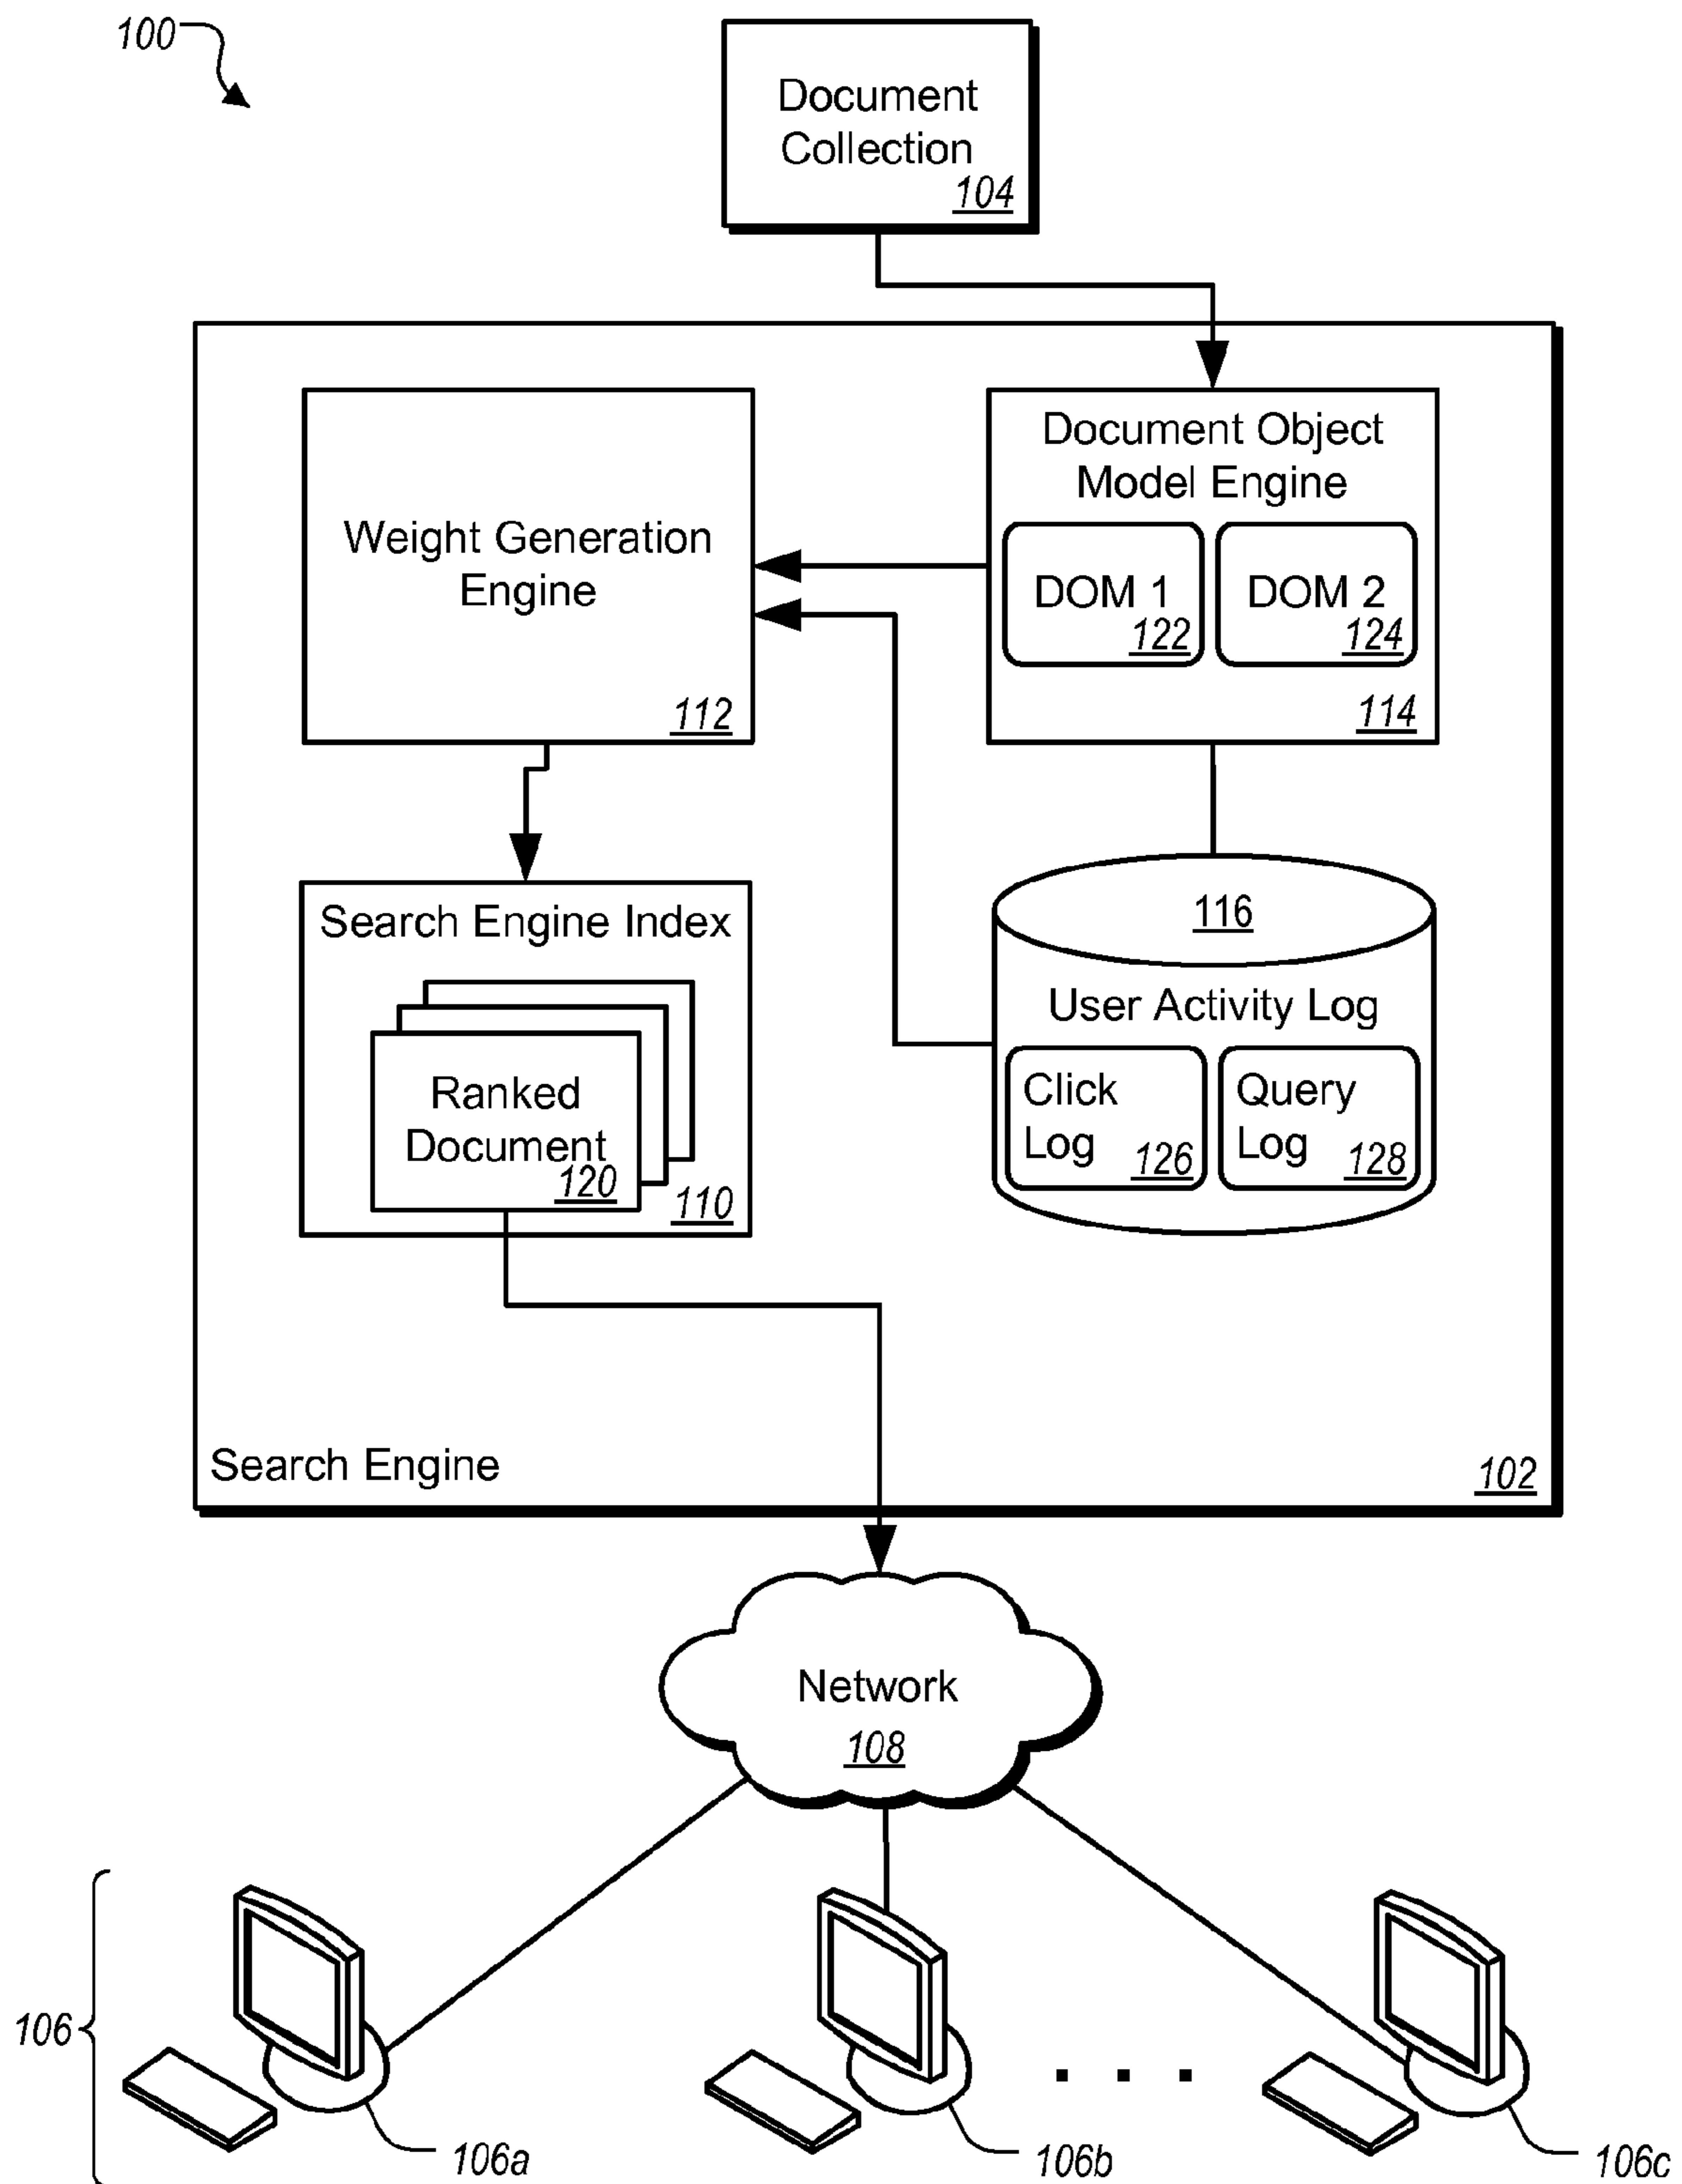 100
Document
Collection
104
Document Object
Model Engine
Weight Generation
Engine
DOM 1
122
DOM 2
124
112
114
Search Engine Index
116
User Activity Log
Ranked
Document
120
110
Click
Log
126
Query
Log
128
Search Engine
102
Network
108
106
. . .
106a
106b
106c